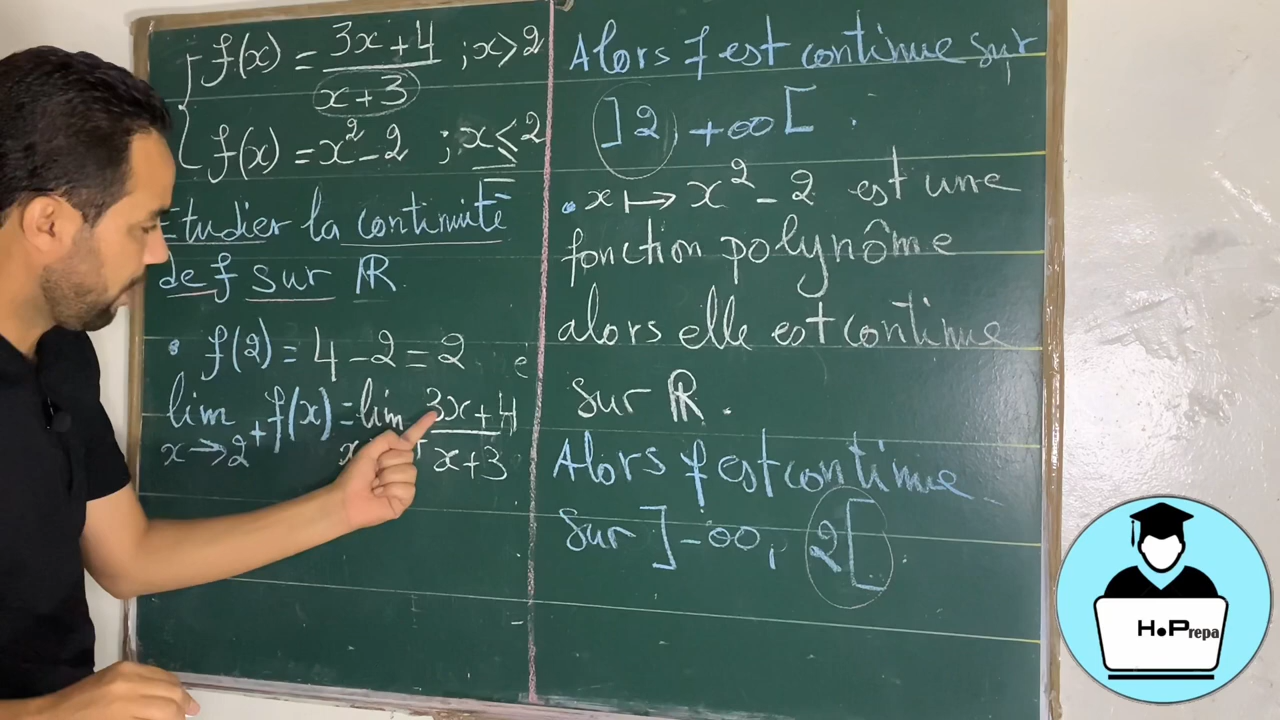 f(x) = (3x+4)/(x+3) ; x>2
f(x) = x² - 2 ; x ≤ 2
Etudier la continuité
de f sur ℝ
• f(2) = 4 - 2 = 2
lim x→2⁺ f(x) = lim (3x+4)/(x+3)
Alors f est continue sur
]2, +∞[ .
• x ↦ x² - 2 est une
fonction polynôme
alors elle est continue
sur ℝ.
Alors f est continue
sur ]-∞, 2[ .
H.Prepa